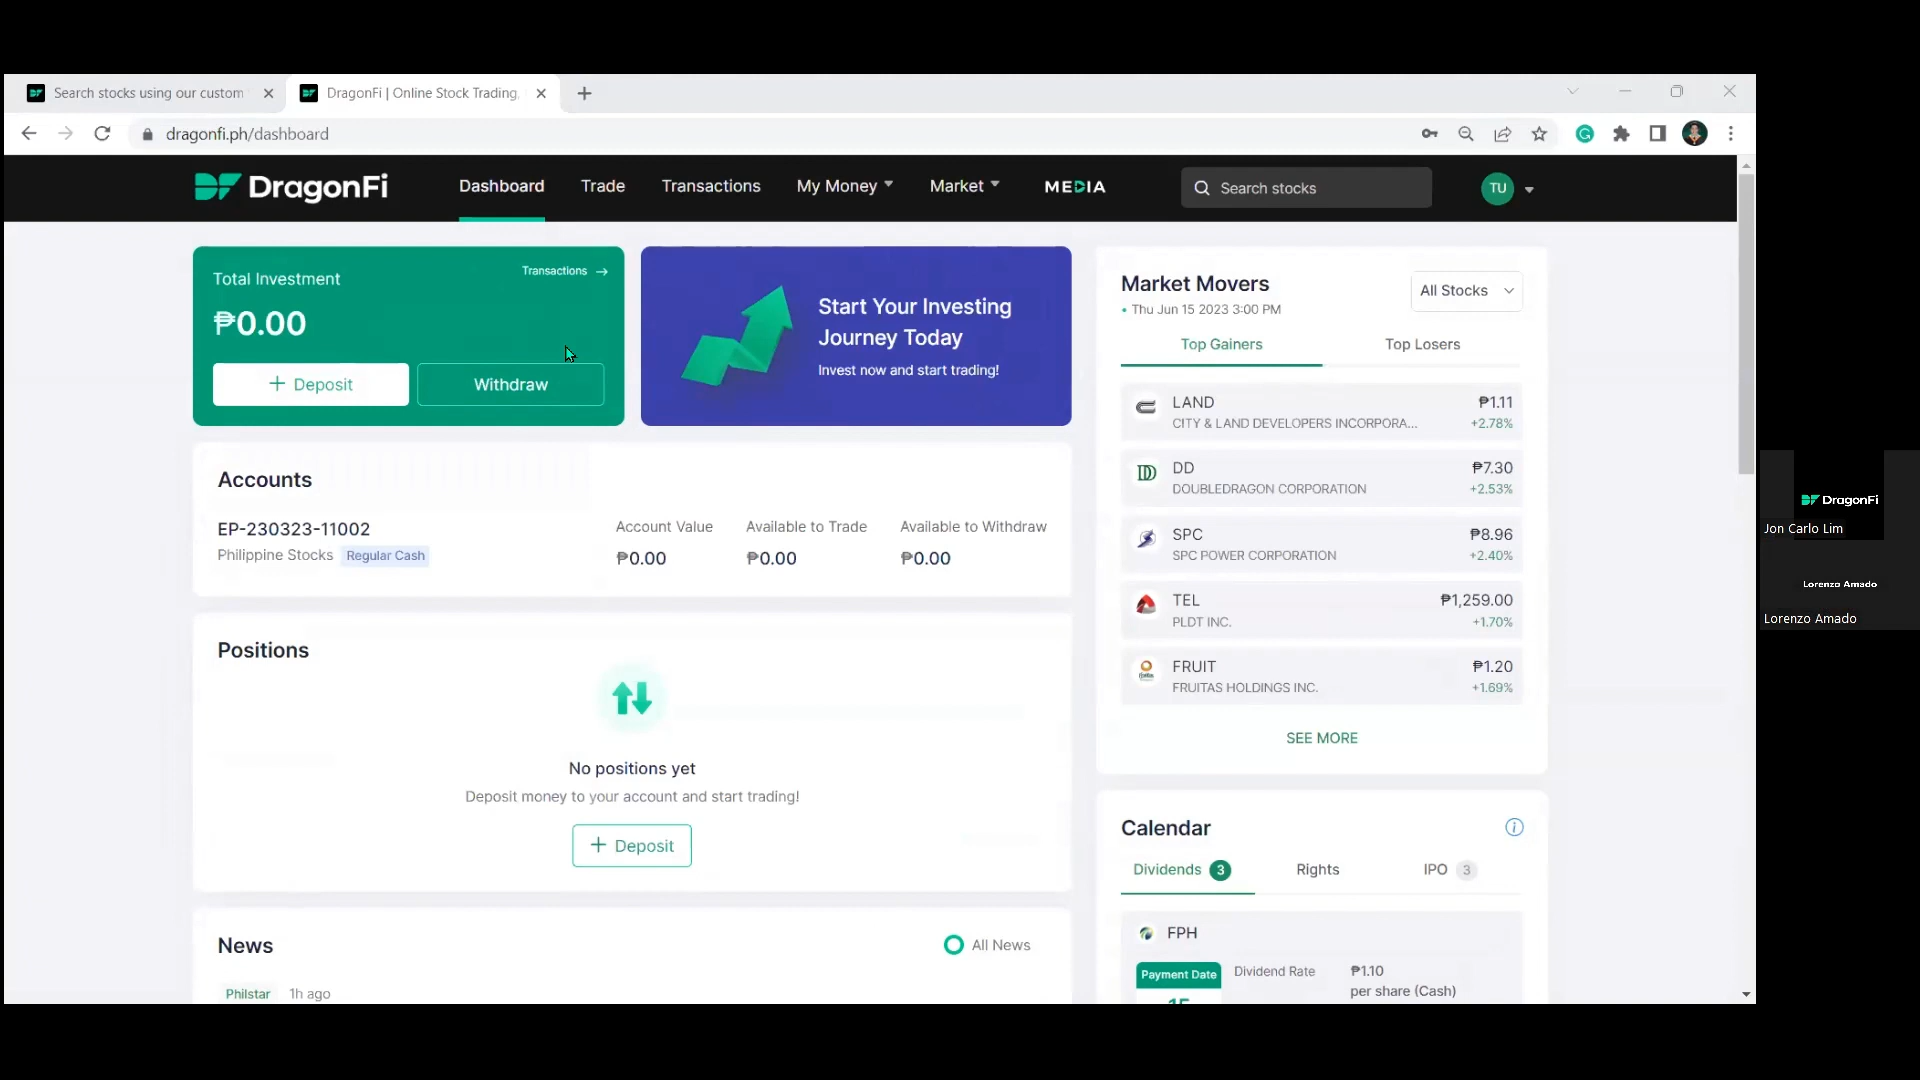 Search stocks using our custom
DragonFi | Online Stock Trading,
dragonfi.ph/dashboard
DragonFi
Dashboard
Trade
Transactions
My Money
Market
MEDIA
Search stocks
TU
Total Investment
Transactions →
₱0.00
+ Deposit
Withdraw
Start Your Investing
Journey Today
Invest now and start trading!
Accounts
EP-230323-11002
Philippine Stocks
Regular Cash
Account Value
₱0.00
Available to Trade
₱0.00
Available to Withdraw
₱0.00
Positions
No positions yet
Deposit money to your account and start trading!
+ Deposit
News
All News
Philstar
1h ago
Market Movers
All Stocks
• Thu Jun 15 2023 3:00 PM
Top Gainers
Top Losers
LAND
₱1.11
CITY & LAND DEVELOPERS INCORPORA...
+2.78%
DD
₱7.30
DOUBLEDRAGON CORPORATION
+2.53%
SPC
₱8.96
SPC POWER CORPORATION
+2.40%
TEL
₱1,259.00
PLDT INC.
+1.70%
FRUIT
₱1.20
FRUITAS HOLDINGS INC.
+1.69%
SEE MORE
Calendar
Dividends 3
Rights
IPO 3
FPH
Payment Date
Dividend Rate
₱1.10
per share (Cash)
DragonFi
Jon Carlo Lim
Lorenzo Amado
Lorenzo Amado